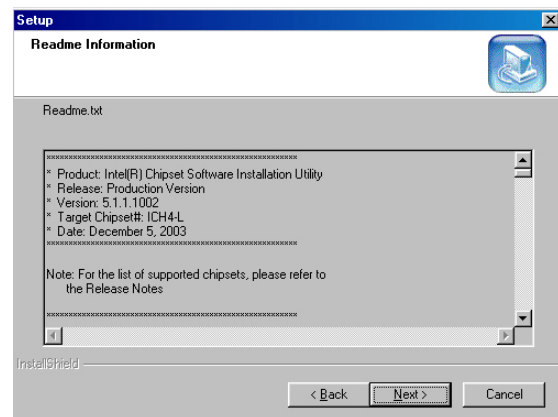 Setup
Readme Information
Readme.txt
******************************************************
* Product: Intel(R) Chipset Software Installation Utility
* Release: Production Version
* Version: 5.1.1.1002
* Target Chipset#: ICH4-L
* Date: December 5, 2003
******************************************************
Note: For the list of supported chipsets, please refer to
the Release Notes
******************************************************
InstallShield
< Back
Next >
Cancel